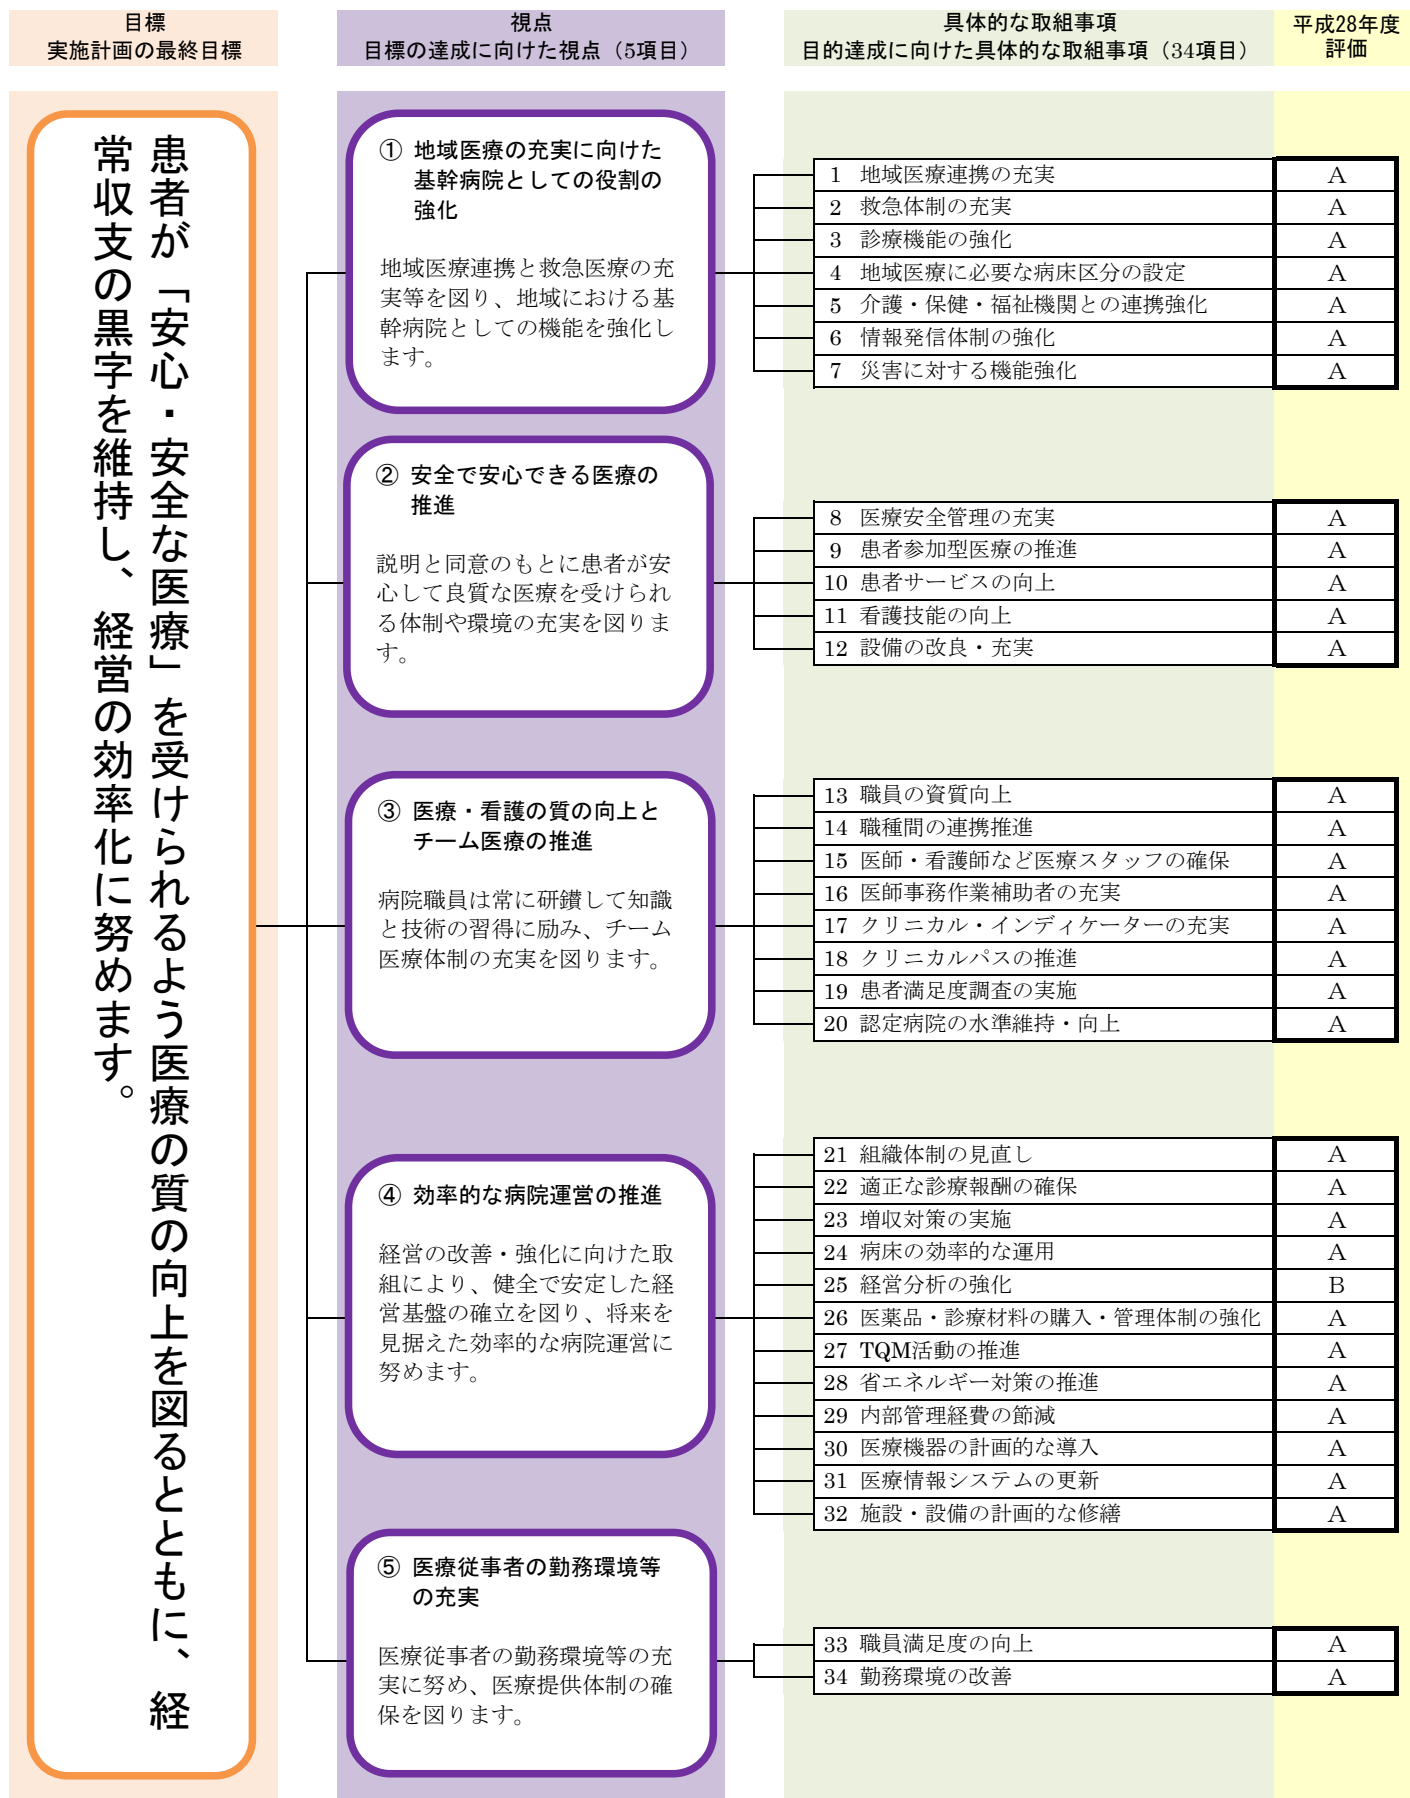 目標
実施計画の最終目標
視点
目標の達成に向けた視点（5項目）
具体的な取組事項
目的達成に向けた具体的な取組事項（34項目）
平成28年度
評価
患者が「安心・安全な医療」を受けられるよう医療の質の向上を図るとともに、経
常収支の黒字を維持し、経営の効率化に努めます。
① 地域医療の充実に向けた
基幹病院としての役割の
強化
地域医療連携と救急医療の充
実等を図り、地域における基
幹病院としての機能を強化し
ます。
1 地域医療連携の充実 A
2 救急体制の充実 A
3 診療機能の強化 A
4 地域医療に必要な病床区分の設定 A
5 介護・保健・福祉機関との連携強化 A
6 情報発信体制の強化 A
7 災害に対する機能強化 A
② 安全で安心できる医療の
推進
説明と同意のもとに患者が安
心して良質な医療を受けられ
る体制や環境の充実を図りま
す。
8 医療安全管理の充実 A
9 患者参加型医療の推進 A
10 患者サービスの向上 A
11 看護技能の向上 A
12 設備の改良・充実 A
③ 医療・看護の質の向上と
チーム医療の推進
病院職員は常に研鑽して知識
と技術の習得に励み、チーム
医療体制の充実を図ります。
13 職員の資質向上 A
14 職種間の連携推進 A
15 医師・看護師など医療スタッフの確保 A
16 医師事務作業補助者の充実 A
17 クリニカル・インディケーターの充実 A
18 クリニカルパスの推進 A
19 患者満足度調査の実施 A
20 認定病院の水準維持・向上 A
④ 効率的な病院運営の推進
経営の改善・強化に向けた取
組により、健全で安定した経
営基盤の確立を図り、将来を
見据えた効率的な病院運営に
努めます。
21 組織体制の見直し A
22 適正な診療報酬の確保 A
23 増収対策の実施 A
24 病床の効率的な運用 A
25 経営分析の強化 B
26 医薬品・診療材料の購入・管理体制の強化 A
27 TQM活動の推進 A
28 省エネルギー対策の推進 A
29 内部管理経費の節減 A
30 医療機器の計画的な導入 A
31 医療情報システムの更新 A
32 施設・設備の計画的な修繕 A
⑤ 医療従事者の勤務環境等
の充実
医療従事者の勤務環境等の充
実に努め、医療提供体制の確
保を図ります。
33 職員満足度の向上 A
34 勤務環境の改善 A